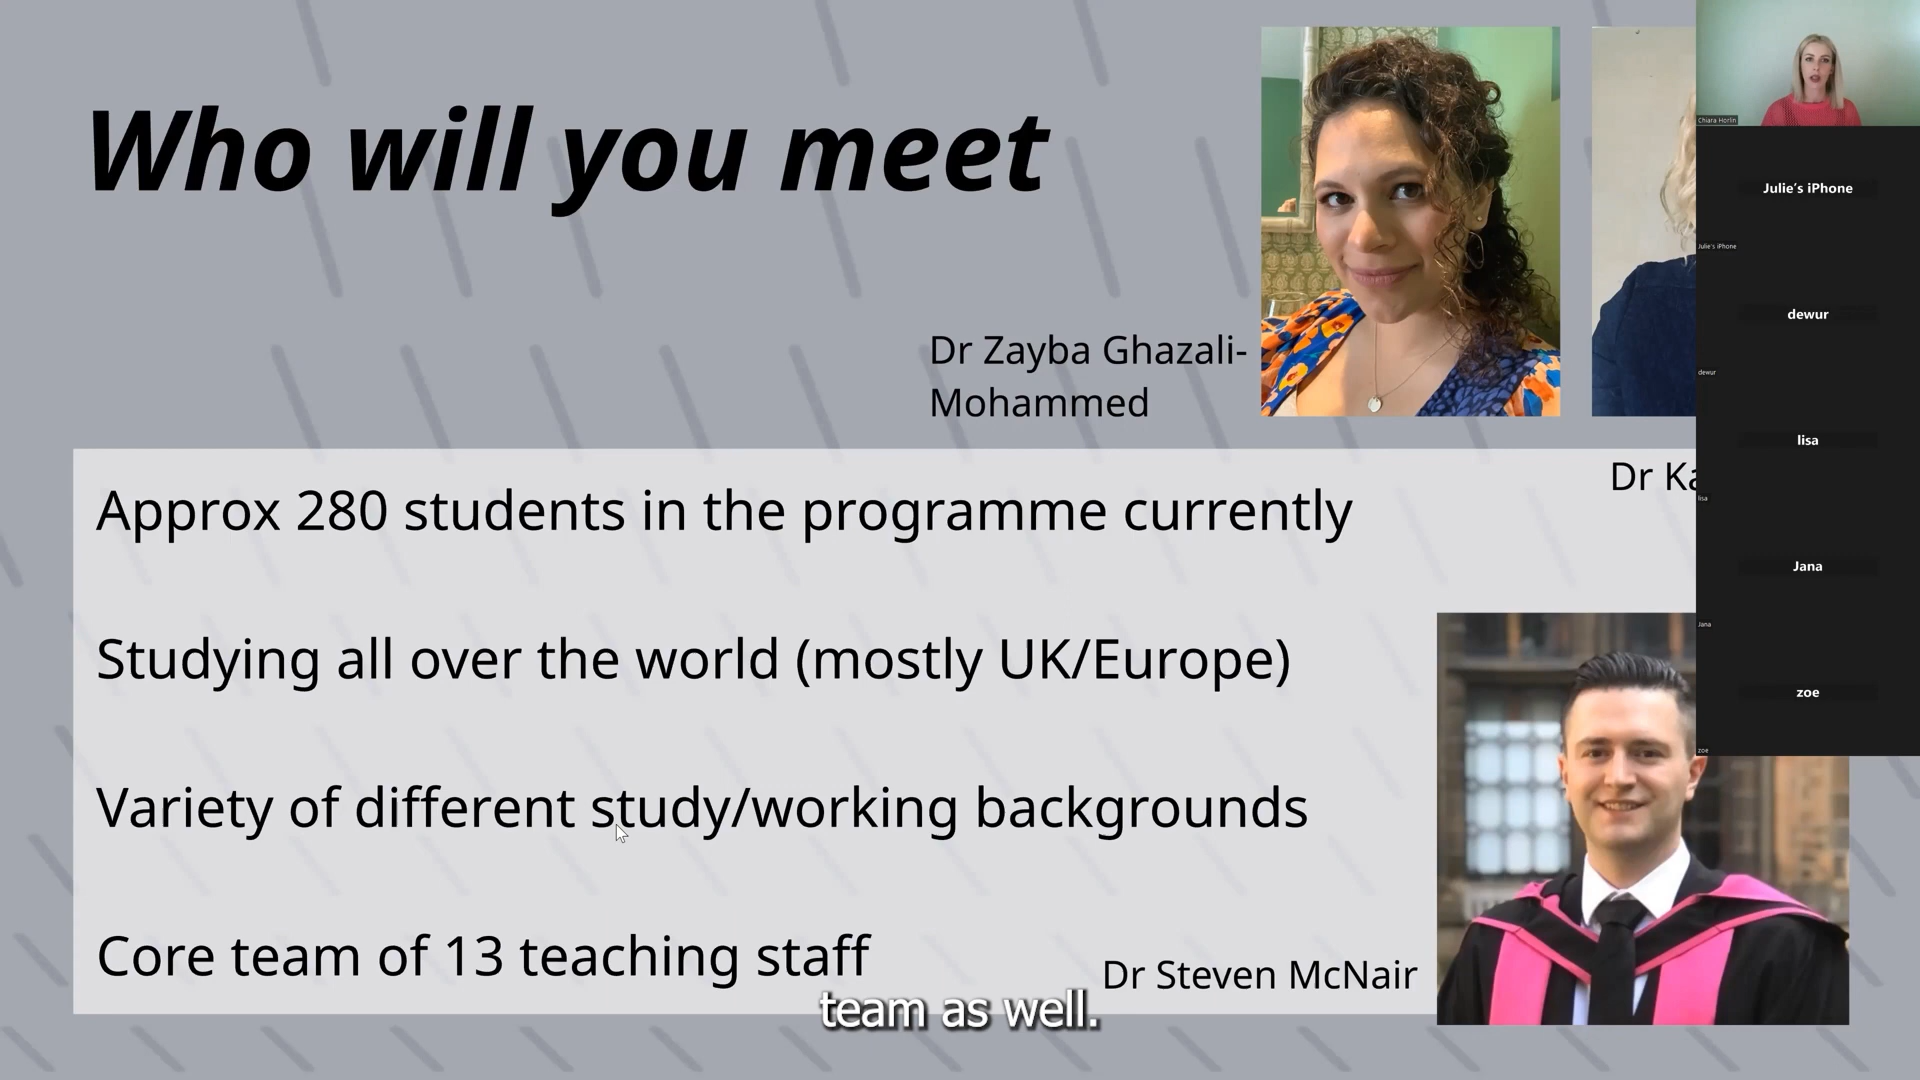 Who will you meet
Dr Zayba Ghazali-
Mohammed
Approx 280 students in the programme currently
Studying all over the world (mostly UK/Europe)
Variety of different study/working backgrounds
Core team of 13 teaching staff
Dr Steven McNair
team as well.
Dr
Chiara Horlin
Julie's iPhone
Julie's iPhone
dewur
dewur
lisa
lisa
Jana
Jana
zoe
zoe